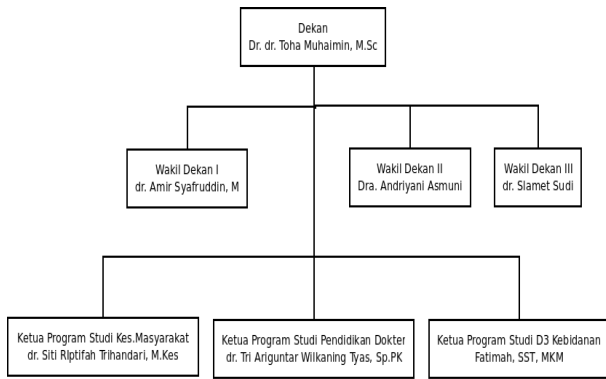 Dekan
Dr. dr. Toha Muhaimin, M.Sc
Wakil Dekan I
dr. Amir Syafruddin, M
Wakil Dekan II
Dra. Andriyani Asmuni
Wakil Dekan III
dr. Slamet Sudi
Ketua Program Studi Kes.Masyarakat
dr. Siti RIptifah Trihandari, M.Kes
Ketua Program Studi Pendidikan Dokter
dr. Tri Ariguntar Wilkaning Tyas, Sp.PK
Ketua Program Studi D3 Kebidanan
Fatimah, SST, MKM